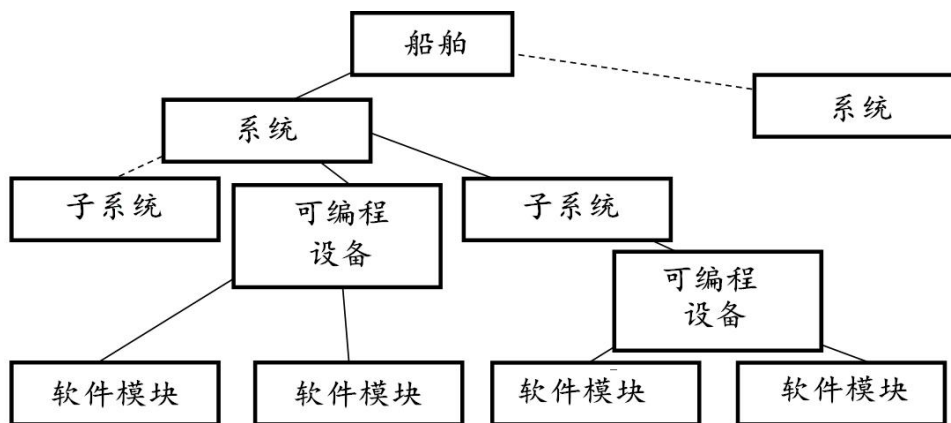 船舶
系统
系统
子系统
可编程
设备
子系统
可编程
设备
软件模块
软件模块
软件模块
软件模块